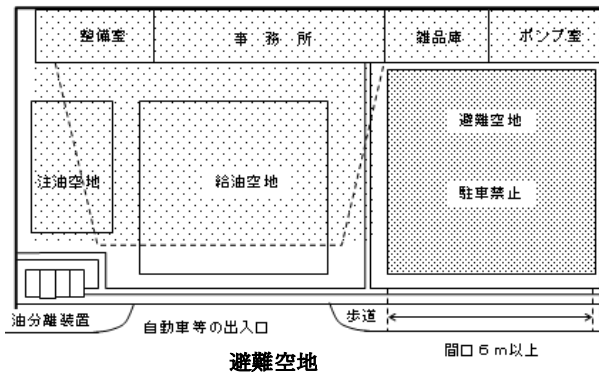 整備室
事務所
雑品庫
ポンプ室
避難空地
注油空地
給油空地
駐車禁止
油分離装置
自動車等の出入口
歩道
間口6m以上
避難空地